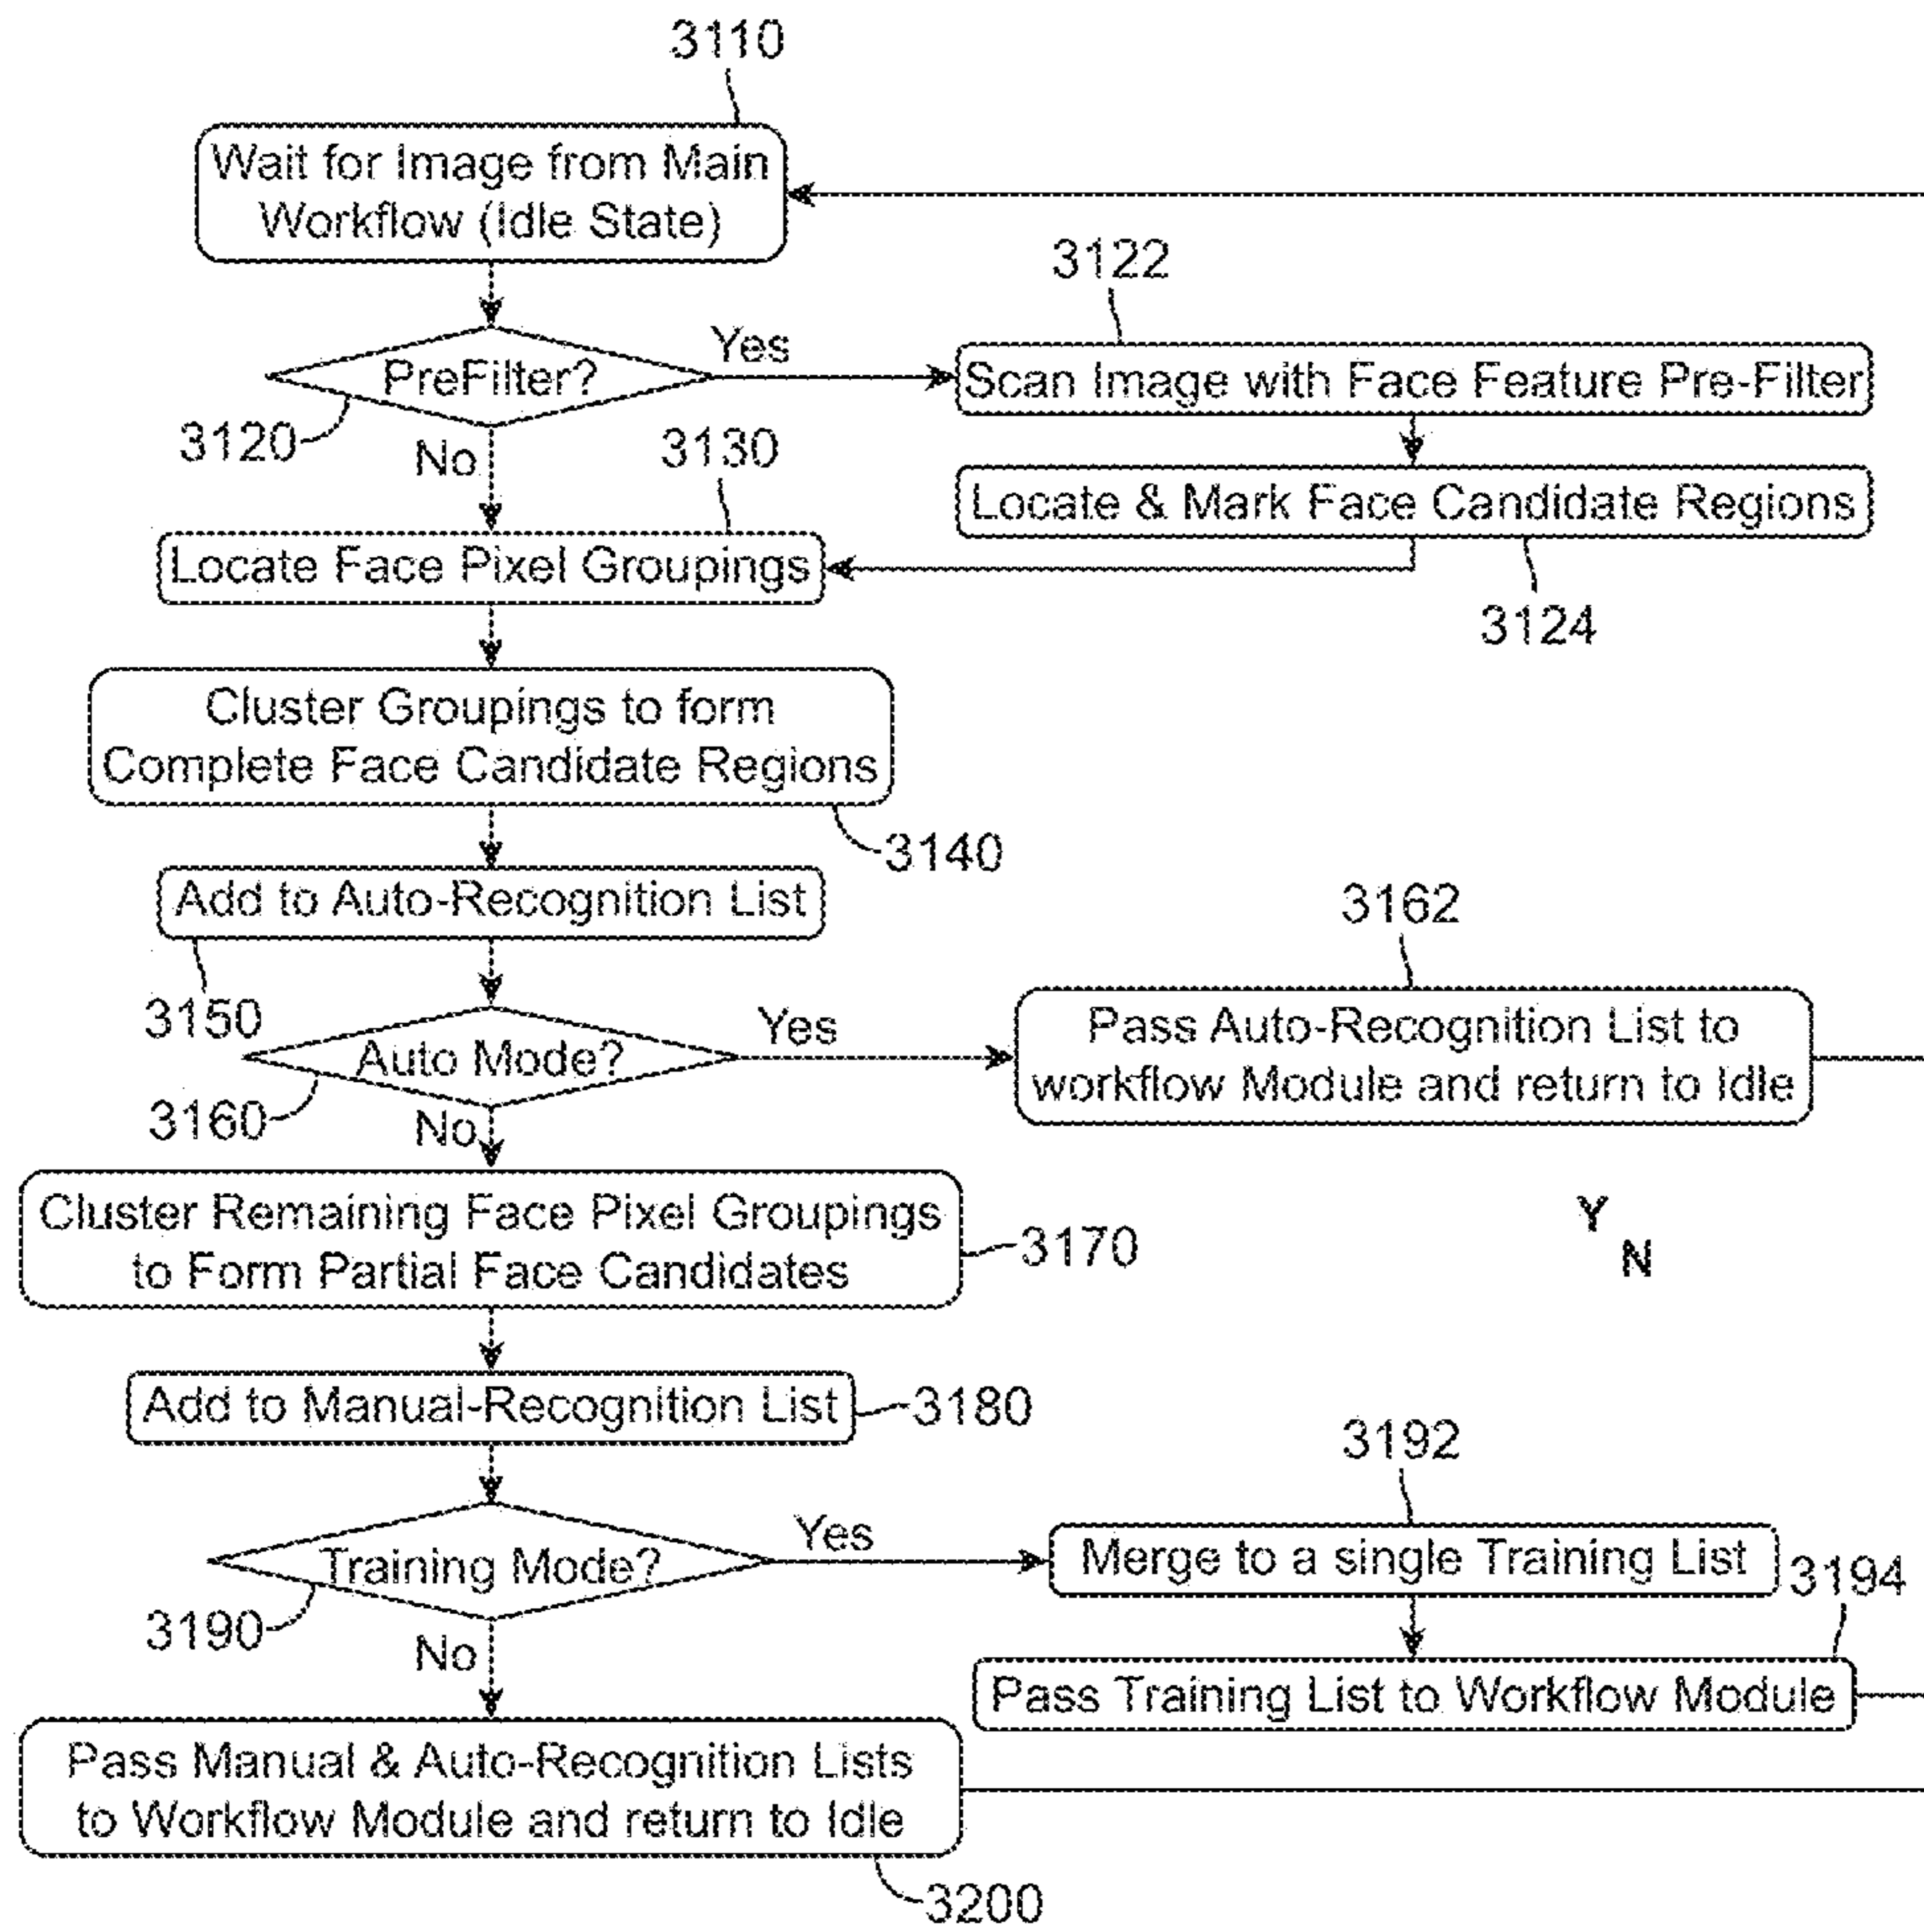 3110
Wait for Image from Main
Workflow (Idle State)
3122
PreFilter?
Yes
Scan Image with Face Feature Pre-Filter
3120
No
3130
Locate & Mark Face Candidate Regions
Locate Face Pixel Groupings
3124
Cluster Groupings to form
Complete Face Candidate Regions
3140
Add to Auto-Recognition List
3162
3150
Auto Mode?
Yes
Pass Auto-Recognition List to
workflow Module and return to Idle
3160
No
Cluster Remaining Face Pixel Groupings
to Form Partial Face Candidates
3170
Y
N
Add to Manual-Recognition List
3180
3192
Training Mode?
Yes
Merge to a single Training List
3194
3190
No
Pass Training List to Workflow Module
Pass Manual & Auto-Recognition Lists
to Workflow Module and return to Idle
3200